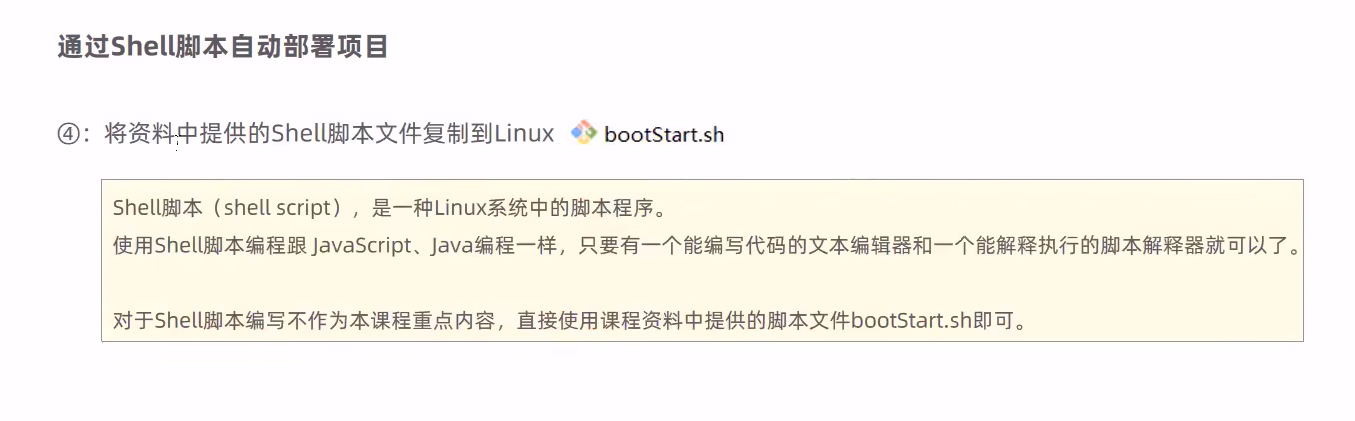 通过Shell脚本自动部署项目
④：将资料中提供的Shell脚本文件复制到Linux bootStart.sh
Shell脚本（shell script），是一种Linux系统中的脚本程序。
使用Shell脚本编程跟 JavaScript、Java编程一样，只要有一个能编写代码的文本编辑器和一个能解释执行的脚本解释器就可以了。
对于Shell脚本编写不作为本课程重点内容，直接使用课程资料中提供的脚本文件bootStart.sh即可。